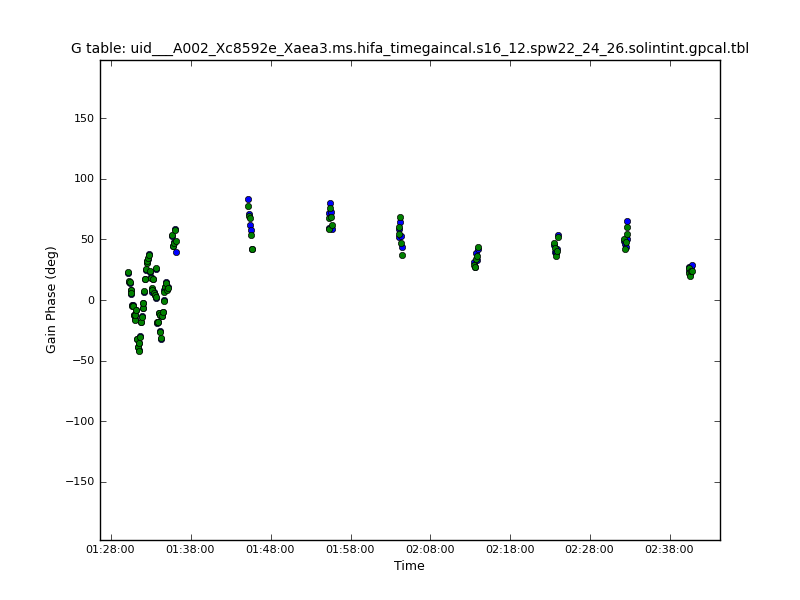 G table: uid___A002_Xc8592e_Xaea3.ms.hifa_timegaincal.s16_12.spw22_24_26.solintint.gpcal.tbl
Gain Phase (deg)
150
100
50
0
−50
−100
−150
01:28:00 01:38:00 01:48:00 01:58:00 02:08:00 02:18:00 02:28:00 02:38:00
Time